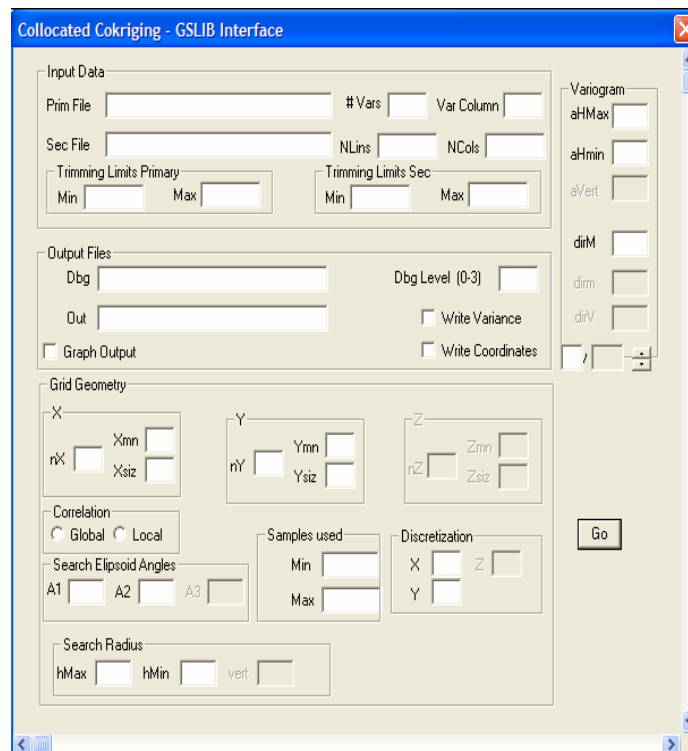 Collocated Cokriging - GSLIB Interface
Input Data
Prim File # Vars Var Column
Sec File NLins NCols
Trimming Limits Primary
Min Max
Trimming Limits Sec
Min Max
Variogram
aHMax
aHmin
aVert
dirM
dirm
dirV
/
Output Files
Dbg Dbg Level (0-3)
Out Write Variance
Graph Output Write Coordinates
Grid Geometry
X
nX Xmn
Xsiz
Y
nY Ymn
Ysiz
Z
nZ Zmn
Zsiz
Correlation
Global Local
Search Elipsoid Angles
A1 A2 A3
Samples used
Min
Max
Discretization
X Z
Y
Go
Search Radius
hMax hMin vert